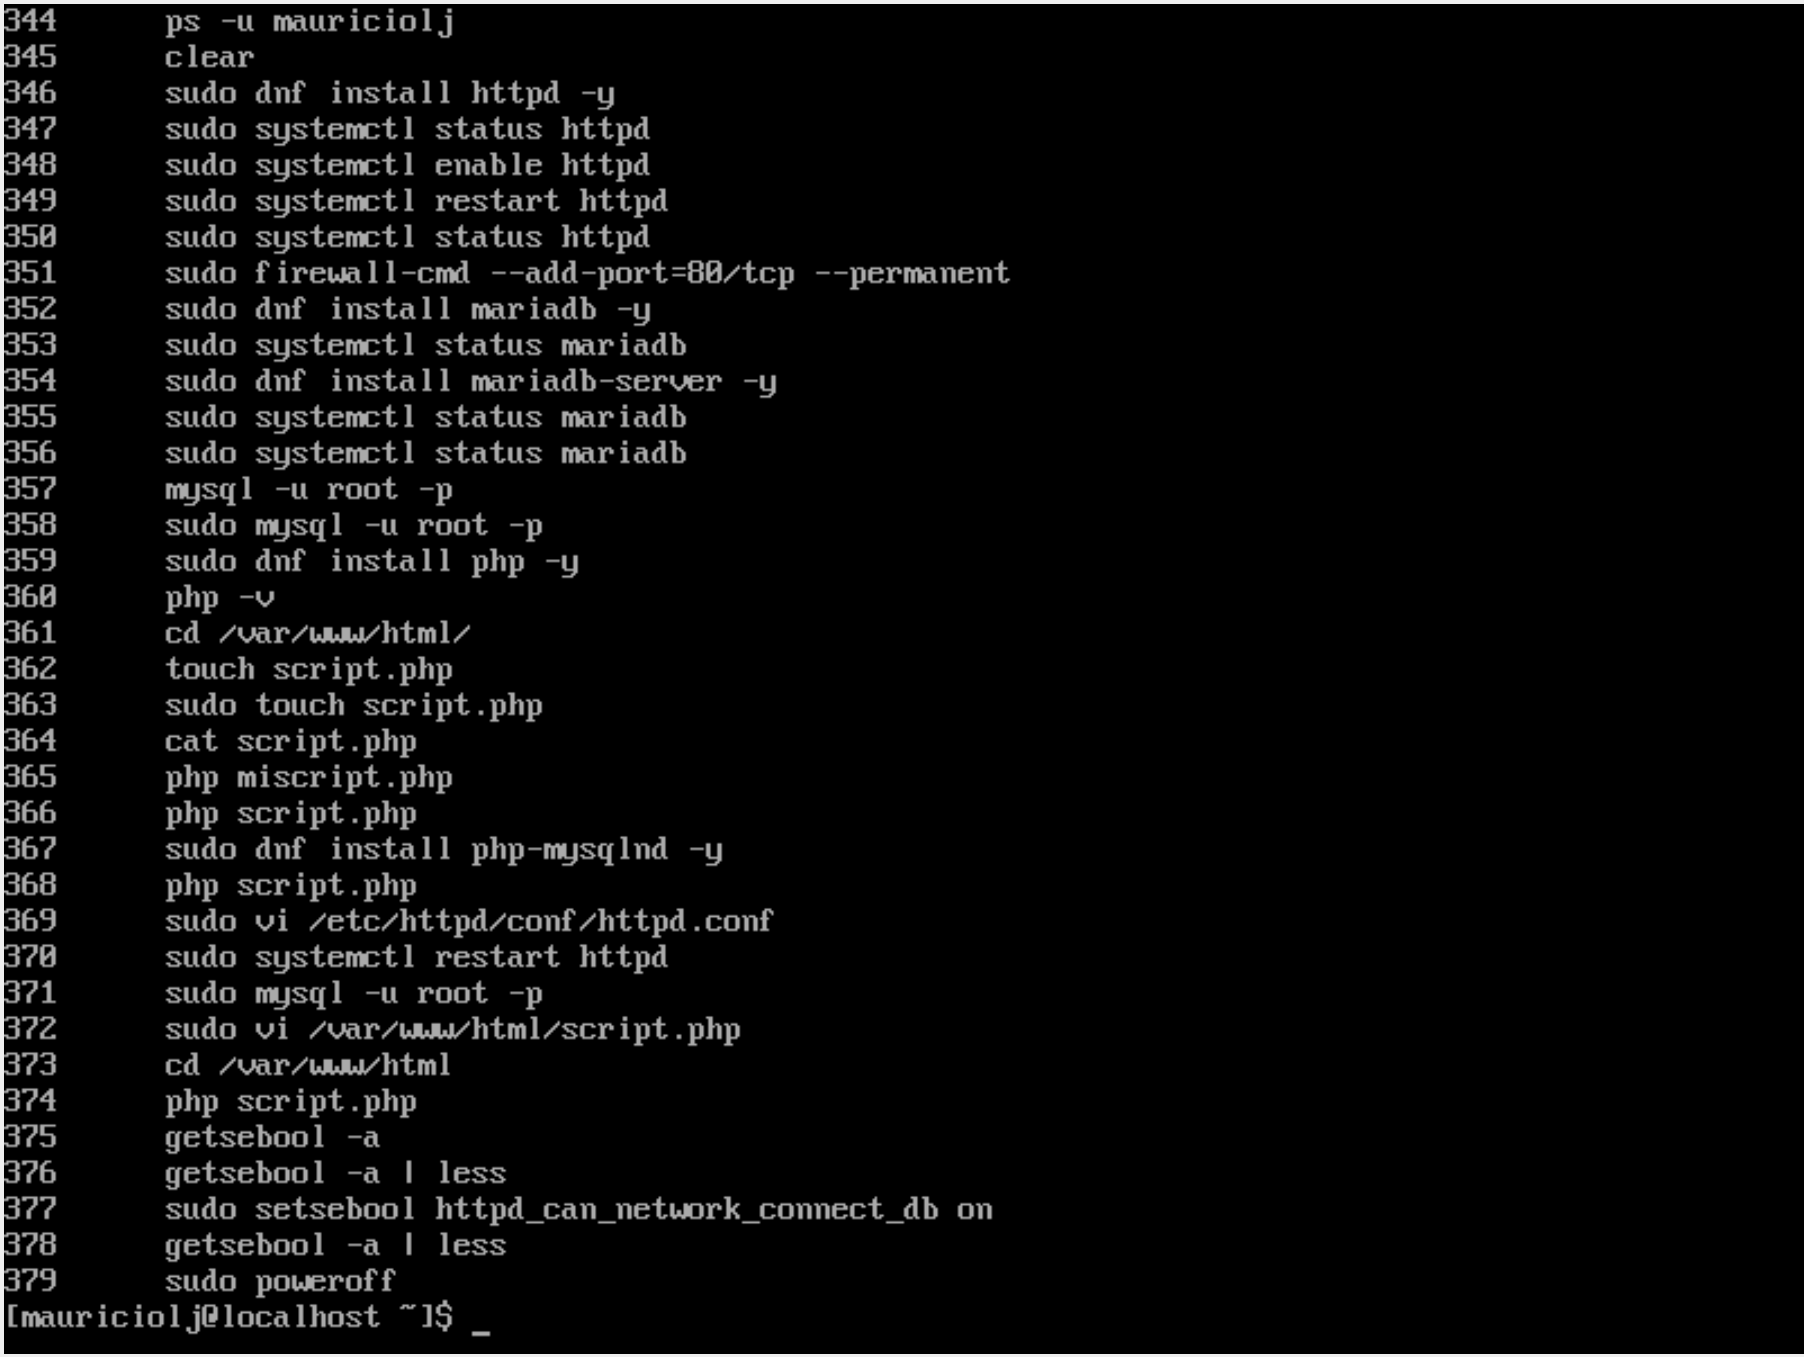 344      ps -u mauriciolj
345      clear
346      sudo dnf install httpd -y
347      sudo systemctl status httpd
348      sudo systemctl enable httpd
349      sudo systemctl restart httpd
350      sudo systemctl status httpd
351      sudo firewall-cmd --add-port=80/tcp --permanent
352      sudo dnf install mariadb -y
353      sudo systemctl status mariadb
354      sudo dnf install mariadb-server -y
355      sudo systemctl status mariadb
356      sudo systemctl status mariadb
357      mysql -u root -p
358      sudo mysql -u root -p
359      sudo dnf install php -y
360      php -v
361      cd /var/www/html/
362      touch script.php
363      sudo touch script.php
364      cat script.php
365      php miscript.php
366      php script.php
367      sudo dnf install php-mysqlnd -y
368      php script.php
369      sudo vi /etc/httpd/conf/httpd.conf
370      sudo systemctl restart httpd
371      sudo mysql -u root -p
372      sudo vi /var/www/html/script.php
373      cd /var/www/html
374      php script.php
375      getsebool -a
376      getsebool -a | less
377      sudo setsebool httpd_can_network_connect_db on
378      getsebool -a | less
379      sudo poweroff
[mauriciolj@localhost ~]$ _